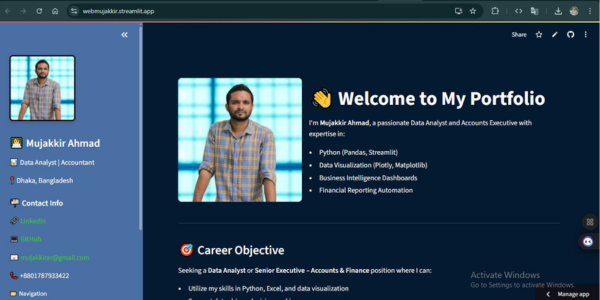 webmujakkir.streamlit.app
Share
Mujakkir Ahmad
Data Analyst | Accountant
Dhaka, Bangladesh
Contact Info
LinkedIn
GitHub
mujakkirar@gmail.com
+8801787933422
Navigation
Welcome to My Portfolio
I'm Mujakkir Ahmad, a passionate Data Analyst and Accounts Executive with
expertise in:
• Python (Pandas, Streamlit)
• Data Visualization (Plotly, Matplotlib)
• Business Intelligence Dashboards
• Financial Reporting Automation
Career Objective
Seeking a Data Analyst or Senior Executive – Accounts & Finance position where I can:
• Utilize my skills in Python, Excel, and data visualization
Activate Windows
Go to Settings to activate Windows.
Manage app